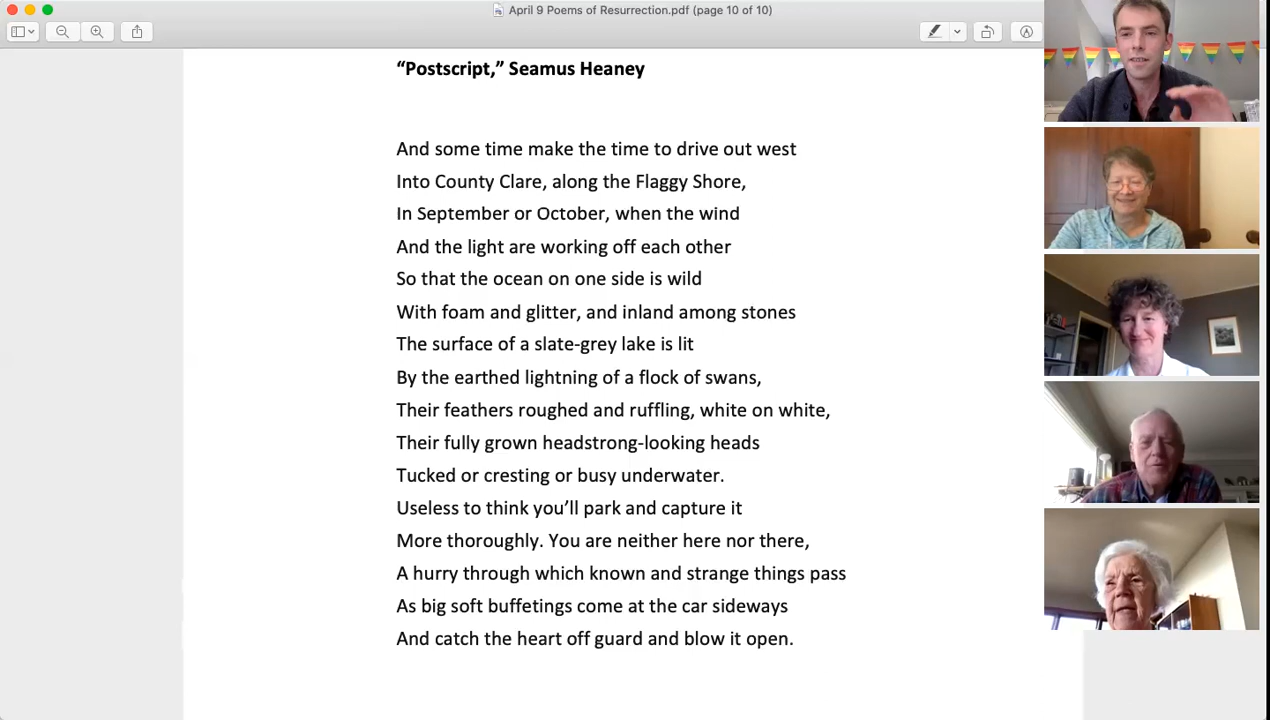 April 9 Poems of Resurrection.pdf (page 10 of 10)
“Postscript,” Seamus Heaney
And some time make the time to drive out west
Into County Clare, along the Flaggy Shore,
In September or October, when the wind
And the light are working off each other
So that the ocean on one side is wild
With foam and glitter, and inland among stones
The surface of a slate-grey lake is lit
By the earthed lightning of a flock of swans,
Their feathers roughed and ruffling, white on white,
Their fully grown headstrong-looking heads
Tucked or cresting or busy underwater.
Useless to think you’ll park and capture it
More thoroughly. You are neither here nor there,
A hurry through which known and strange things pass
As big soft buffetings come at the car sideways
And catch the heart off guard and blow it open.